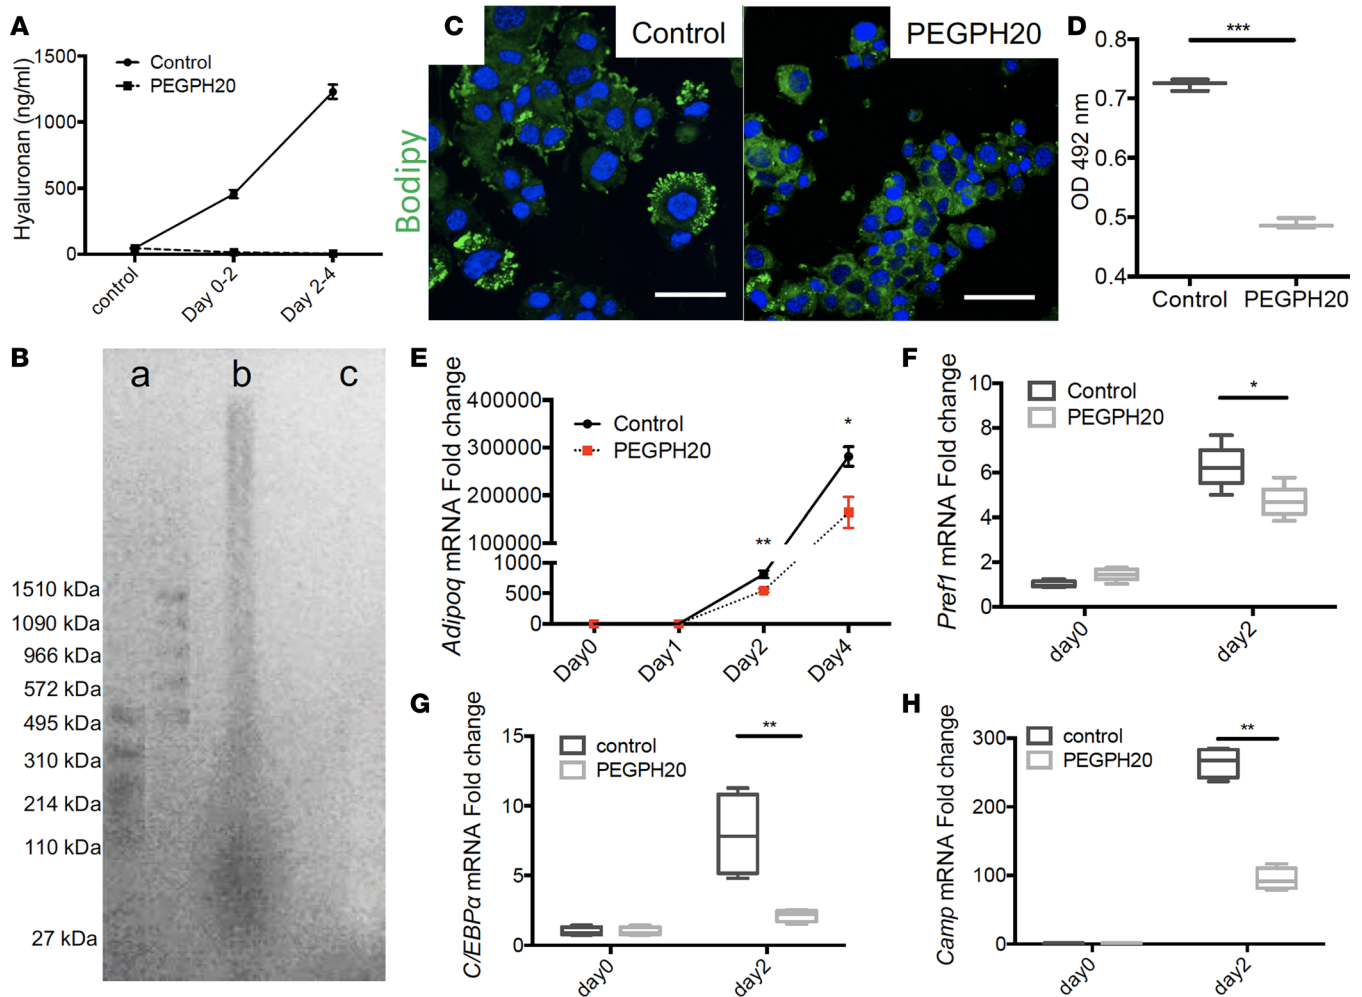 A
1500
1000
500
0
Hyaluronan (ng/ml)
Control
PEGPH20
control
Day 0-2
Day 2-4
C
Bodipy
Control
PEGPH20
D
0.8
0.7
0.6
0.5
0.4
OD 492 nm
***
Control
PEGPH20
B
a
b
c
1510 kDa
1090 kDa
966 kDa
572 kDa
495 kDa
310 kDa
214 kDa
110 kDa
27 kDa
E
Adipoq mRNA Fold change
400000
300000
200000
100000
1000
500
0
Control
PEGPH20
**
*
Day0
Day1
Day2
Day4
F
Pref1 mRNA Fold change
10
8
6
4
2
0
Control
PEGPH20
*
day0
day2
G
C/EBPα mRNA Fold change
15
10
5
0
control
PEGPH20
**
day0
day2
H
Camp mRNA Fold change
300
200
100
0
control
PEGPH20
**
day0
day2